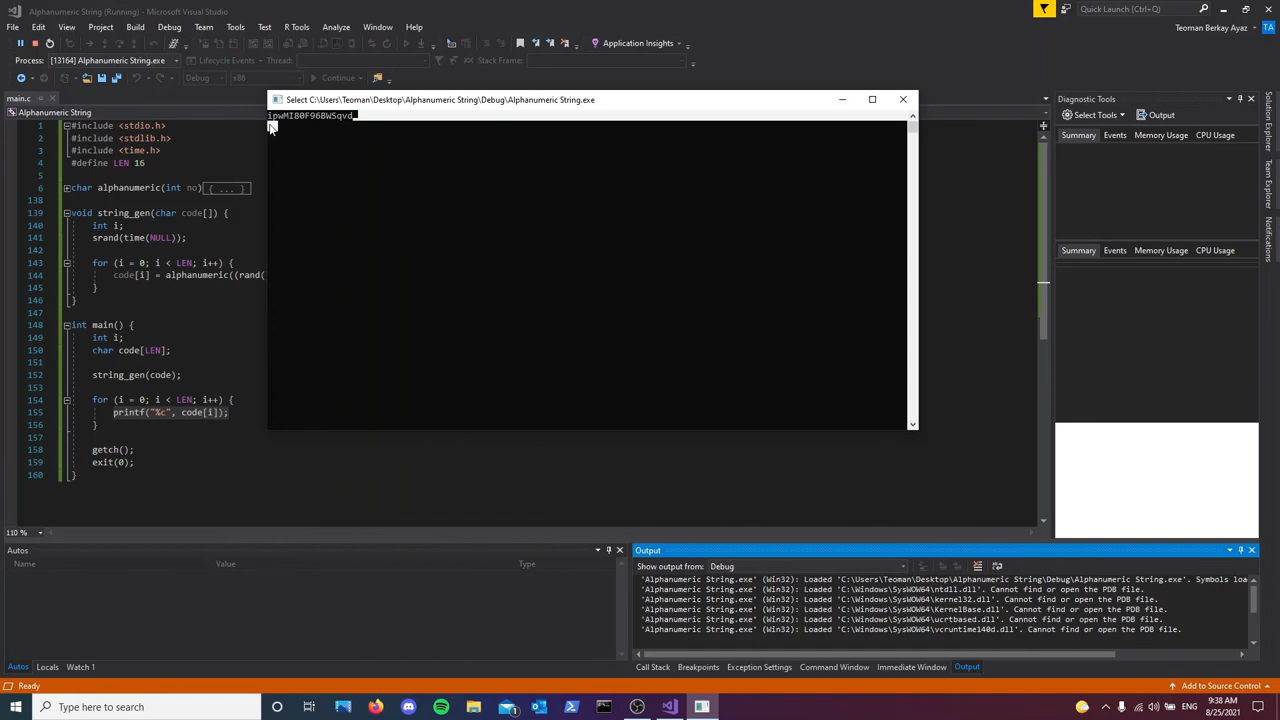 Alphanumeric String (Running) - Microsoft Visual Studio
Quick Launch (Ctrl+Q)
File Edit View Project Build Debug Team Tools Test R Tools Analyze Window Help
Teoman Berkay Ayaz TA
Application Insights
Process: [13164] Alphanumeric String.exe Lifecycle Events Thread: Stack Frame:
Debug x86 Continue
main.c
Alphanumeric String
Select C:\Users\Teoman\Desktop\Alphanumeric String\Debug\Alphanumeric String.exe
ipwMI80F96BWSqvd
1 #include <stdio.h>
2 #include <stdlib.h>
3 #include <time.h>
4 #define LEN 16
5
6 char alphanumeric(int no) { ... }
138
139 void string_gen(char code[]) {
140 int i;
141 srand(time(NULL));
142
143 for (i = 0; i < LEN; i++) {
144 code[i] = alphanumeric((rand(
145 }
146 }
147
148 int main() {
149 int i;
150 char code[LEN];
151
152 string_gen(code);
153
154 for (i = 0; i < LEN; i++) {
155 printf("%c", code[i]);
156 }
157
158 getch();
159 exit(0);
160 }
110 %
Diagnostic Tools
Select Tools Output
Summary Events Memory Usage CPU Usage
Summary Events Memory Usage CPU Usage
Solution Explorer
Team Explorer
Notifications
Autos
Name Value Type
Autos Locals Watch 1
Output
Show output from: Debug
'Alphanumeric String.exe' (Win32): Loaded 'C:\Users\Teoman\Desktop\Alphanumeric String\Debug\Alphanumeric String.exe'. Symbols loa
'Alphanumeric String.exe' (Win32): Loaded 'C:\Windows\SysWOW64\ntdll.dll'. Cannot find or open the PDB file.
'Alphanumeric String.exe' (Win32): Loaded 'C:\Windows\SysWOW64\kernel32.dll'. Cannot find or open the PDB file.
'Alphanumeric String.exe' (Win32): Loaded 'C:\Windows\SysWOW64\KernelBase.dll'. Cannot find or open the PDB file.
'Alphanumeric String.exe' (Win32): Loaded 'C:\Windows\SysWOW64\ucrtbased.dll'. Cannot find or open the PDB file.
'Alphanumeric String.exe' (Win32): Loaded 'C:\Windows\SysWOW64\vcruntime140d.dll'. Cannot find or open the PDB file.
Call Stack Breakpoints Exception Settings Command Window Immediate Window Output
Ready
Add to Source Control
Type here to search
9:38 AM
8/25/2021